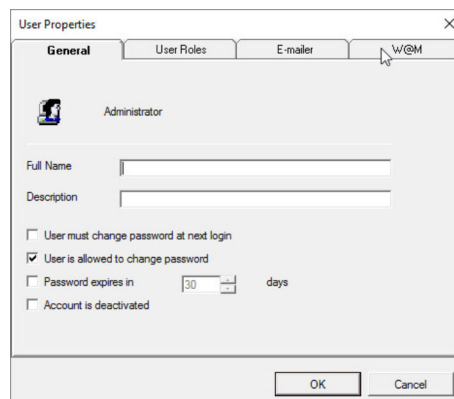 User Properties
General User Roles E-mailer W@M
Administrator
Full Name
Description
User must change password at next login
User is allowed to change password
Password expires in 30 days
Account is deactivated
OK Cancel